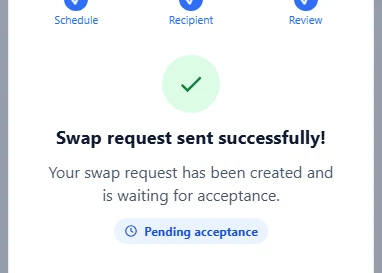 Schedule Recipient Review
Swap request sent successfully!
Your swap request has been created and
is waiting for acceptance.
Pending acceptance